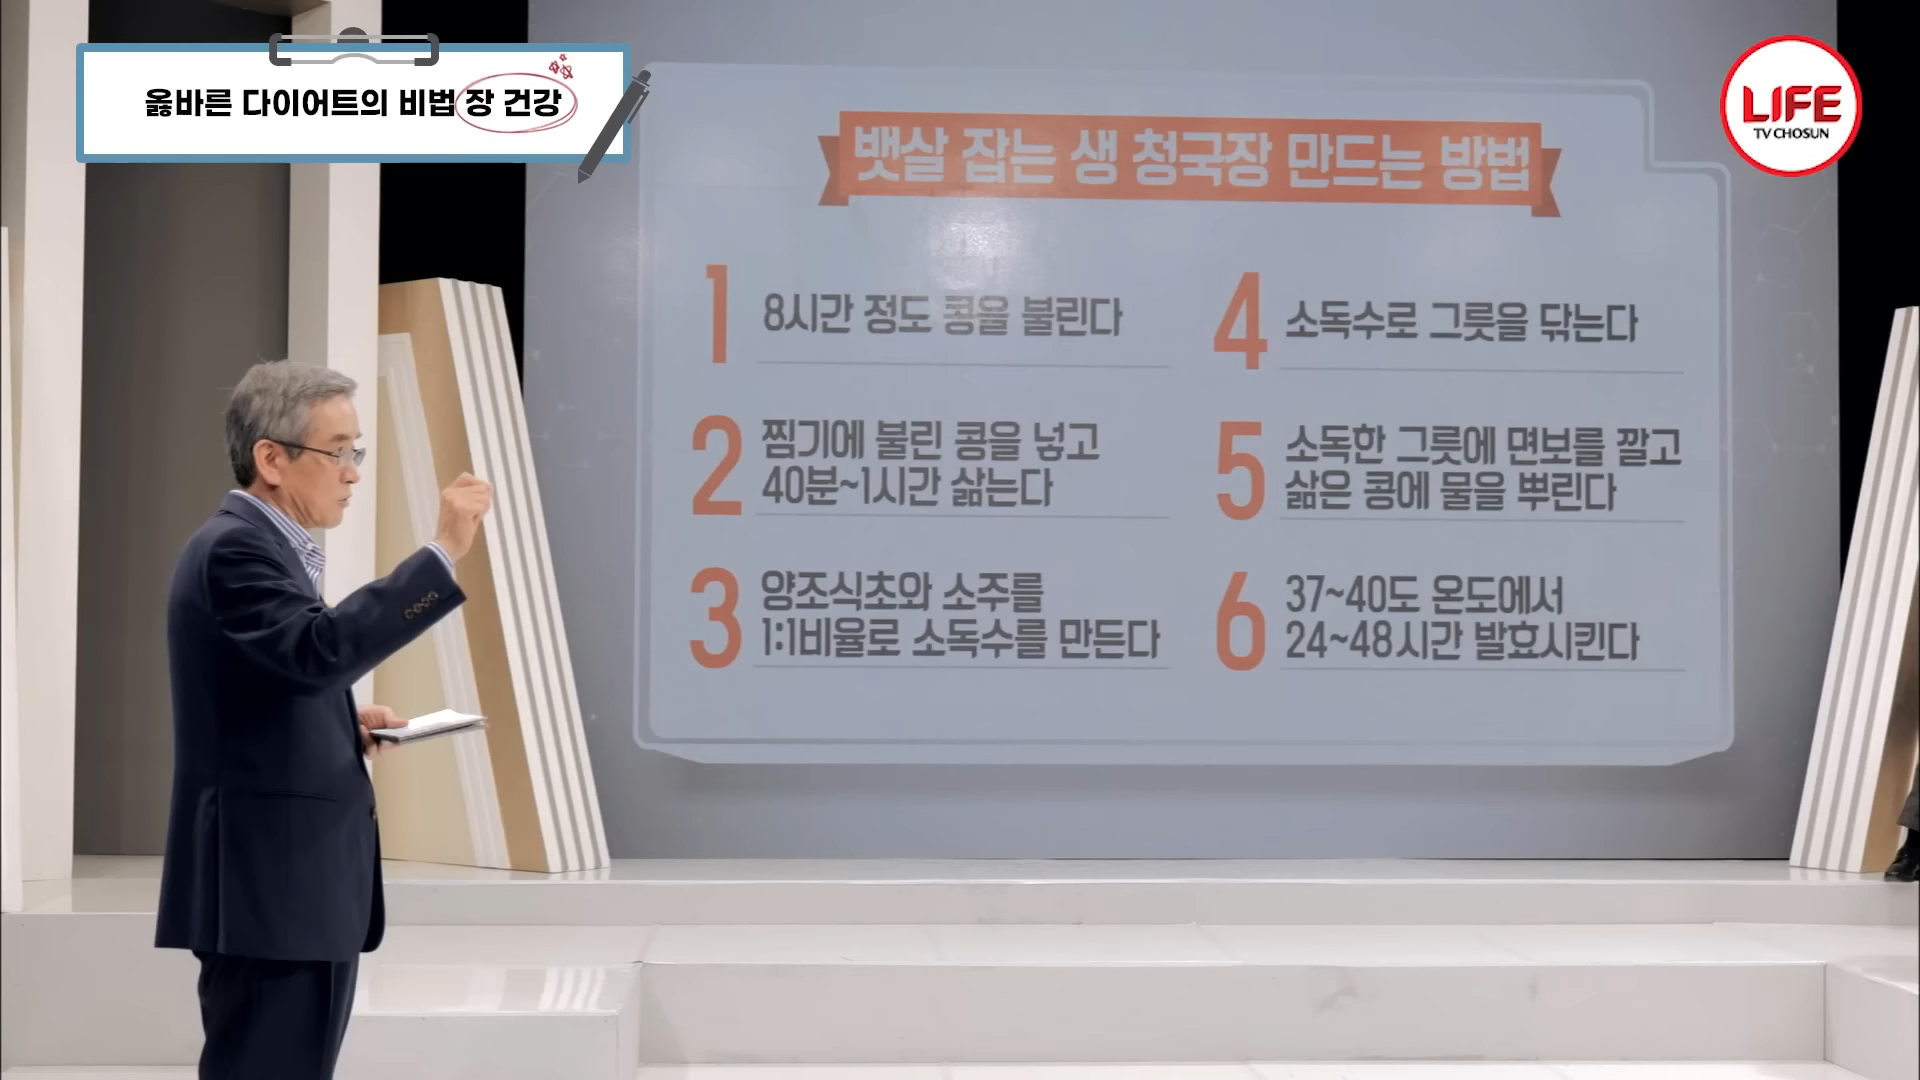 옳바른 다이어트의 비법 장 건강
LIFE
TV CHOSUN
뱃살 잡는 생 청국장 만드는 방법
1 8시간 정도 콩을 불린다
2 찜기에 불린 콩을 넣고
40분~1시간 삶는다
3 양조식초와 소주를
1:1비율로 소독수를 만든다
4 소독수로 그릇을 닦는다
5 소독한 그릇에 면보를 깔고
삶은 콩에 물을 뿌린다
6 37~40도 온도에서
24~48시간 발효시킨다